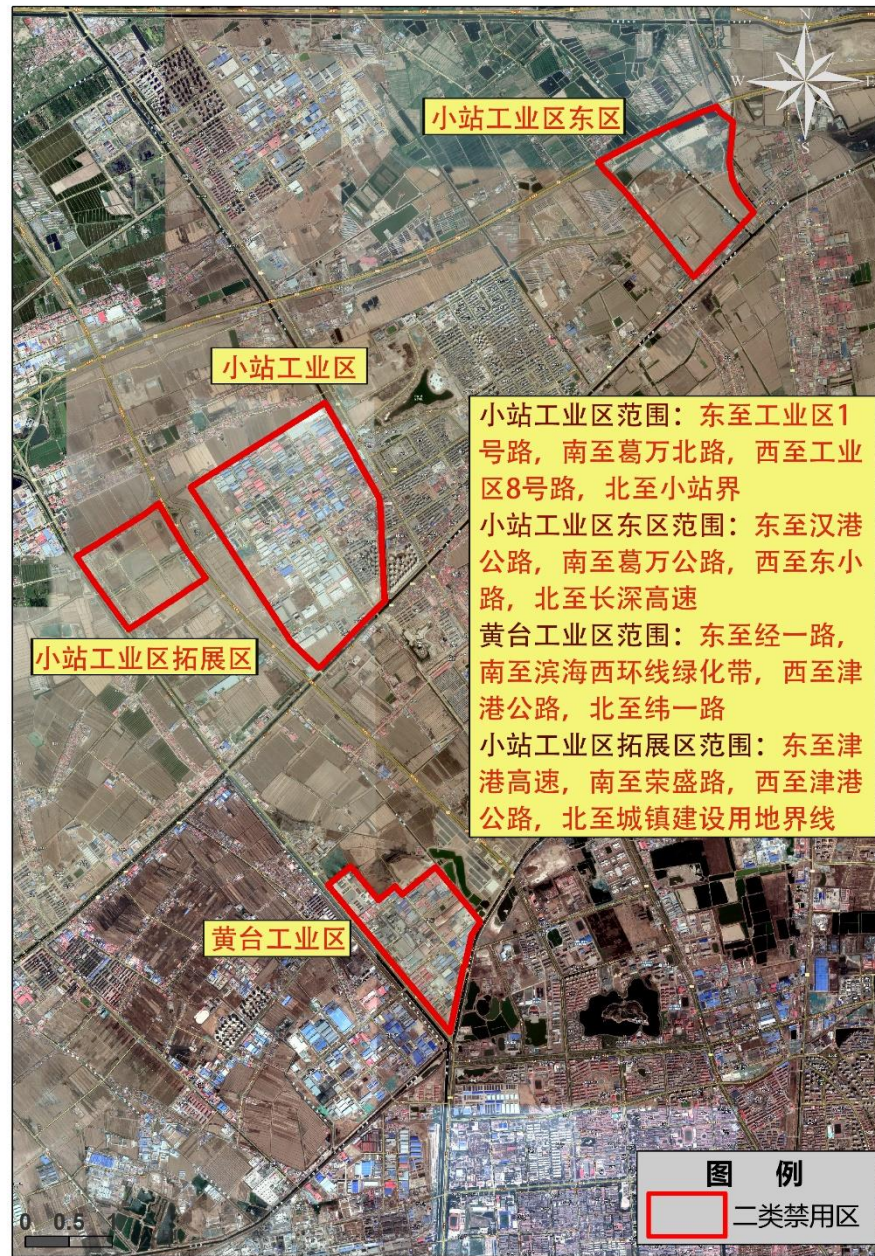 N
W
E
S
小站工业区东区
小站工业区
小站工业区范围：东至工业区1
号路，南至葛万北路，西至工业
区8号路，北至小站界
小站工业区东区范围：东至汉港
公路，南至葛万公路，西至东小
路，北至长深高速
黄台工业区范围：东至经一路，
南至滨海西环线绿化带，西至津
港公路，北至纬一路
小站工业区拓展区范围：东至津
港高速，南至荣盛路，西至津港
公路，北至城镇建设用地界线
小站工业区拓展区
黄台工业区
图 例
二类禁用区
0 0.5 1